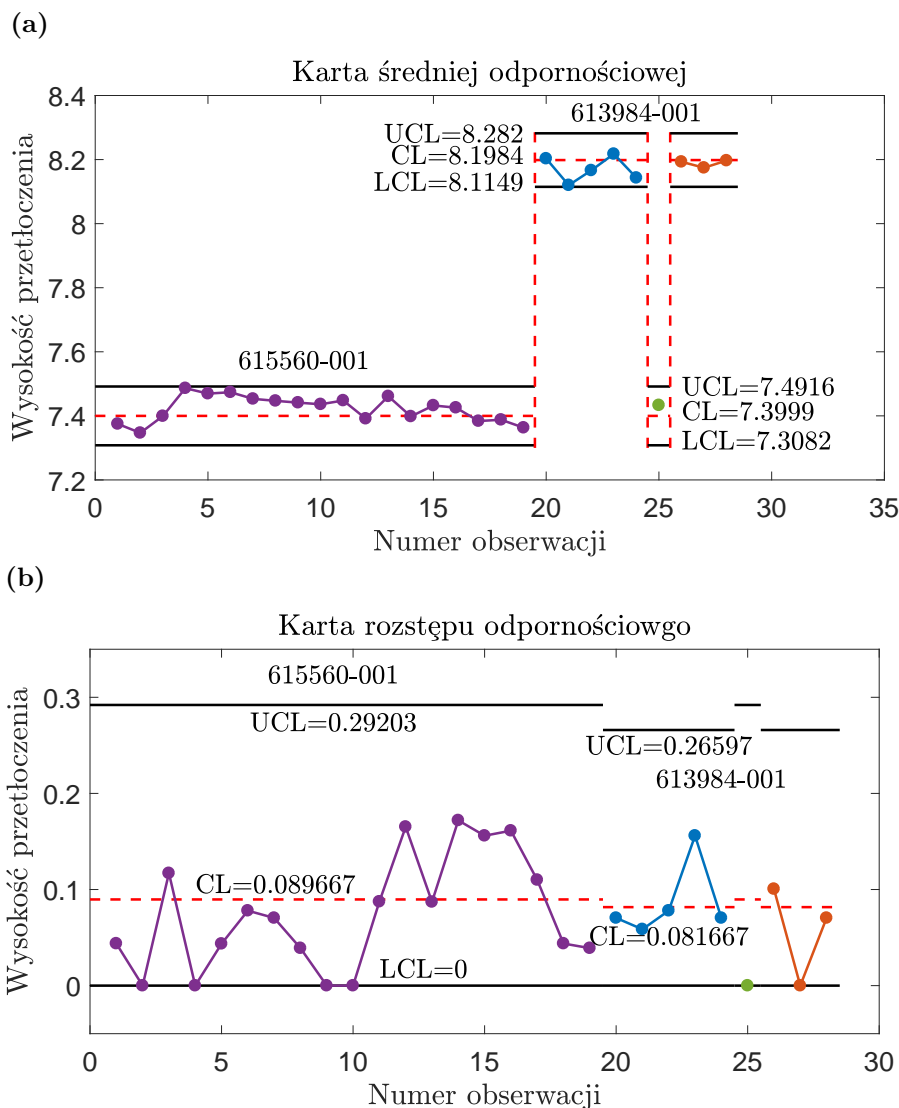 (a)
Karta średniej odpornościowej
8.4
8.2
8
7.8
7.6
7.4
7.2
Wysokość przetłoczenia
613984-001
UCL=8.282
CL=8.1984
LCL=8.1149
615560-001
UCL=7.4916
CL=7.3999
LCL=7.3082
0 5 10 15 20 25 30 35
Numer obserwacji
(b)
Karta rozstępu odpornościowgo
0.3
0.2
0.1
0
Wysokość przetłoczenia
615560-001
UCL=0.29203
UCL=0.26597
613984-001
CL=0.089667
CL=0.081667
LCL=0
0 5 10 15 20 25 30
Numer obserwacji